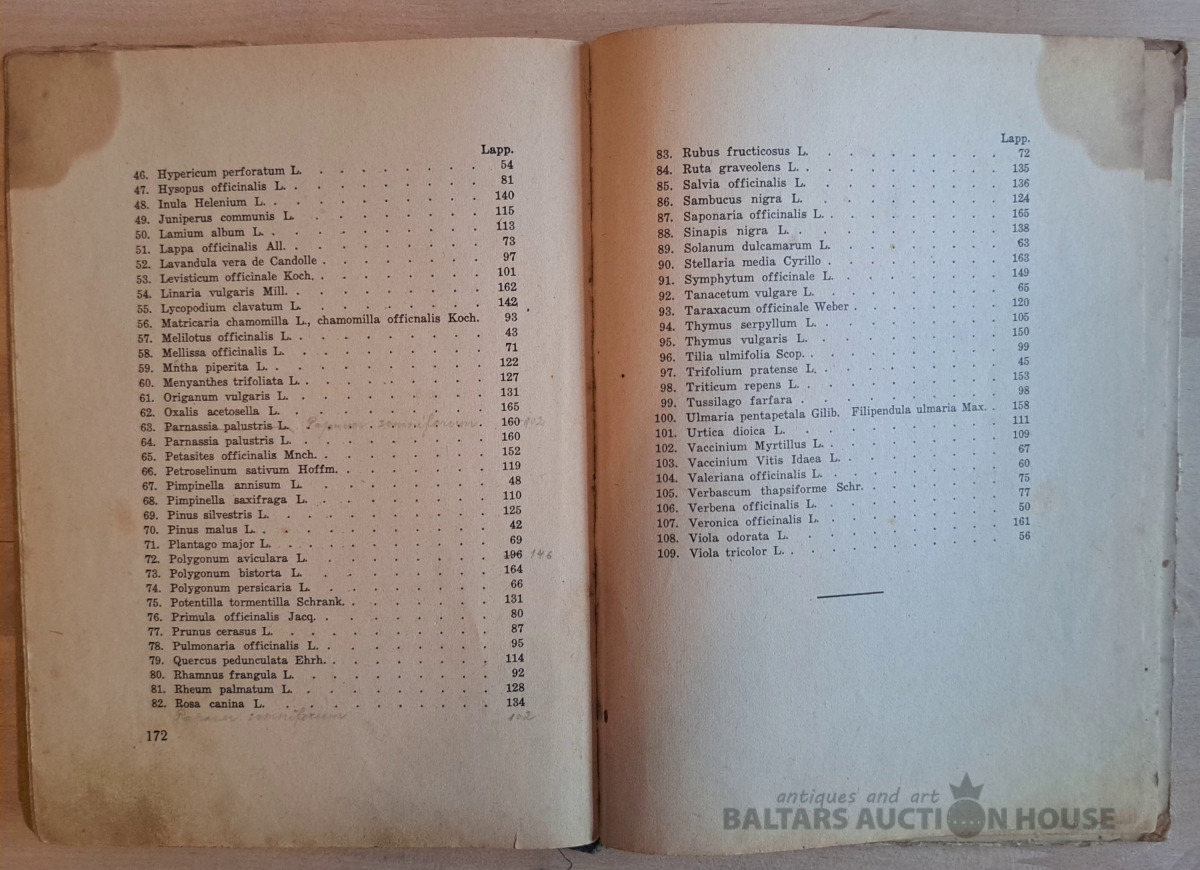 Lapp.
46. Hypericum perforatum L. 54
47. Hysopus officinalis L. 81
48. Inula Helenium L. 140
49. Juniperus communis L. 115
50. Lamium album L. 113
51. Lappa officinalis All. 73
52. Lavandula vera de Candolle 97
53. Levisticum officinale Koch. 101
54. Linaria vulgaris Mill. 162
55. Lycopodium clavatum L. 142
56. Matricaria chamomilla L., chamomilla officnalis Koch. 93
57. Melilotus officinalis L. 43
58. Mellissa officinalis L. 71
59. Mntha piperita L. 122
60. Menyanthes trifoliata L. 127
61. Origanum vulgaris L. 131
62. Oxalis acetosella L. 165
63. Parnassia palustris L. Papaver somniferum 160 102
64. Parnassia palustris L. 160
65. Petasites officinalis Mnch. 152
66. Petroselinum sativum Hoffm. 119
67. Pimpinella annisum L. 48
68. Pimpinella saxifraga L. 110
69. Pinus silvestris L. 125
70. Pinus malus L. 42
71. Plantago major L. 69
72. Polygonum aviculara L. 196 146
73. Polygonum bistorta L. 164
74. Polygonum persicaria L. 66
75. Potentilla tormentilla Schrank. 131
76. Primula officinalis Jacq. 80
77. Prunus cerasus L. 87
78. Pulmonaria officinalis L. 95
79. Quercus pedunculata Ehrh. 114
80. Rhamnus frangula L. 92
81. Rheum palmatum L. 128
82. Rosa canina L. 134
Papaver somniferum 102
172
Lapp.
83. Rubus fructicosus L. 72
84. Ruta graveolens L. 135
85. Salvia officinalis L. 136
86. Sambucus nigra L. 124
87. Saponaria officinalis L. 165
88. Sinapis nigra L. 138
89. Solanum dulcamarum L. 63
90. Stellaria media Cyrillo 163
91. Symphytum officinale L. 149
92. Tanacetum vulgare L. 65
93. Taraxacum officinale Weber 120
94. Thymus serpyllum L. 105
95. Thymus vulgaris L. 150
96. Tilia ulmifolia Scop. 99
97. Trifolium pratense L. 45
98. Triticum repens L. 153
99. Tussilago farfara 98
100. Ulmaria pentapetala Gilib. Filipendula ulmaria Max. 158
101. Urtica dioica L. 111
102. Vaccinium Myrtillus L. 109
103. Vaccinium Vitis Idaea L. 67
104. Valeriana officinalis L. 60
105. Verbascum thapsiforme Schr. 75
106. Verbena officinalis L. 77
107. Veronica officinalis L. 50
108. Viola odorata L. 161
109. Viola tricolor L. 56
antiques and art
BALTARS AUCTION HOUSE